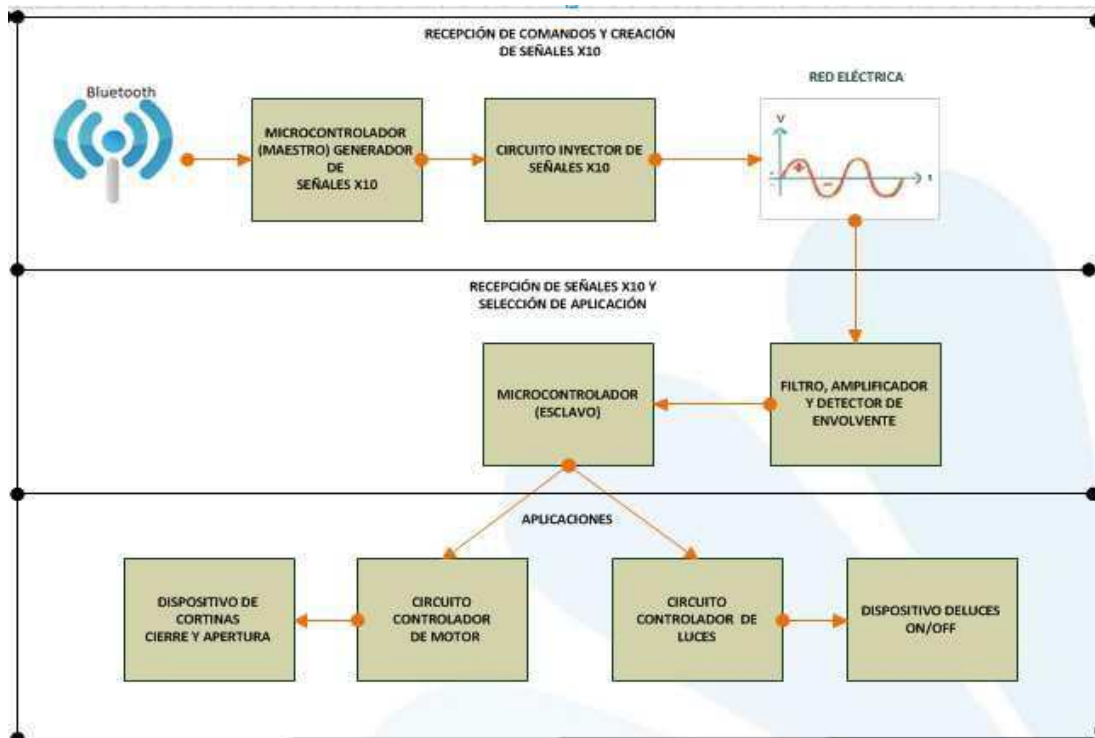 RECEPCIÓN DE COMANDOS Y CREACIÓN
DE SEÑALES X10
Bluetooth
MICROCONTROLADOR
(MAESTRO) GENERADOR
DE
SEÑALES X10
CIRCUITO INYECTOR DE
SEÑALES X10
RED ELÉCTRICA
V
+
-
t
RECEPCIÓN DE SEÑALES X10 Y
SELECCIÓN DE APLICACIÓN
MICROCONTROLADOR
(ESCLAVO)
FILTRO, AMPLIFICADOR
Y DETECTOR DE
ENVOLVENTE
APLICACIONES
DISPOSITIVO DE
CORTINAS
CIERRE Y APERTURA
CIRCUITO
CONTROLADOR
DE MOTOR
CIRCUITO
CONTROLADOR DE
LUCES
DISPOSITIVO DELUCES
ON/OFF